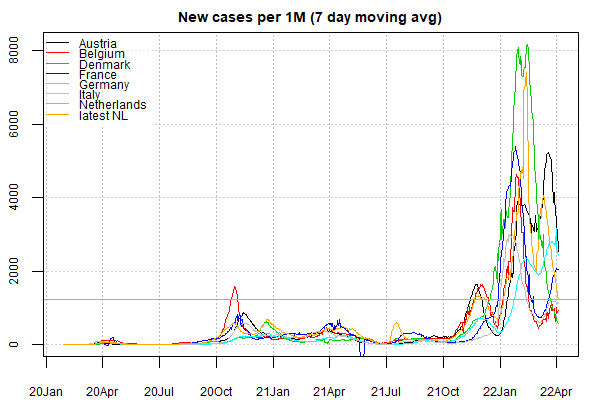 New cases per 1M (7 day moving avg)
8000
6000
4000
2000
0
Austria
Belgium
Denmark
France
Germany
Italy
Netherlands
latest NL
20Jan 20Apr 20Jul 20Oct 21Jan 21Apr 21Jul 21Oct 22Jan 22Apr